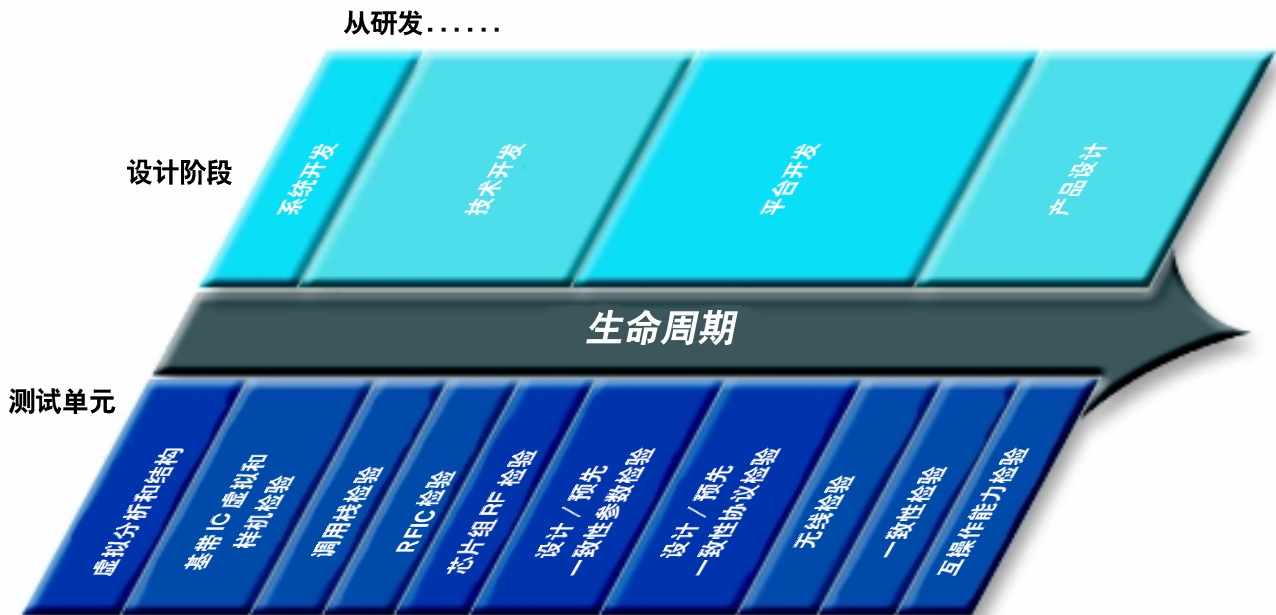 从研发......
设计阶段
系统开发
技术开发
平台开发
产品设计
生命周期
测试单元
虚拟分析和结构
基带IC虚拟和
样机检验
调用栈检验
RFIC检验
芯片组RF检验
设计/预先
一致性参数检验
设计/预先
一致性协议检验
无线检验
一致性检验
互操作能力检验